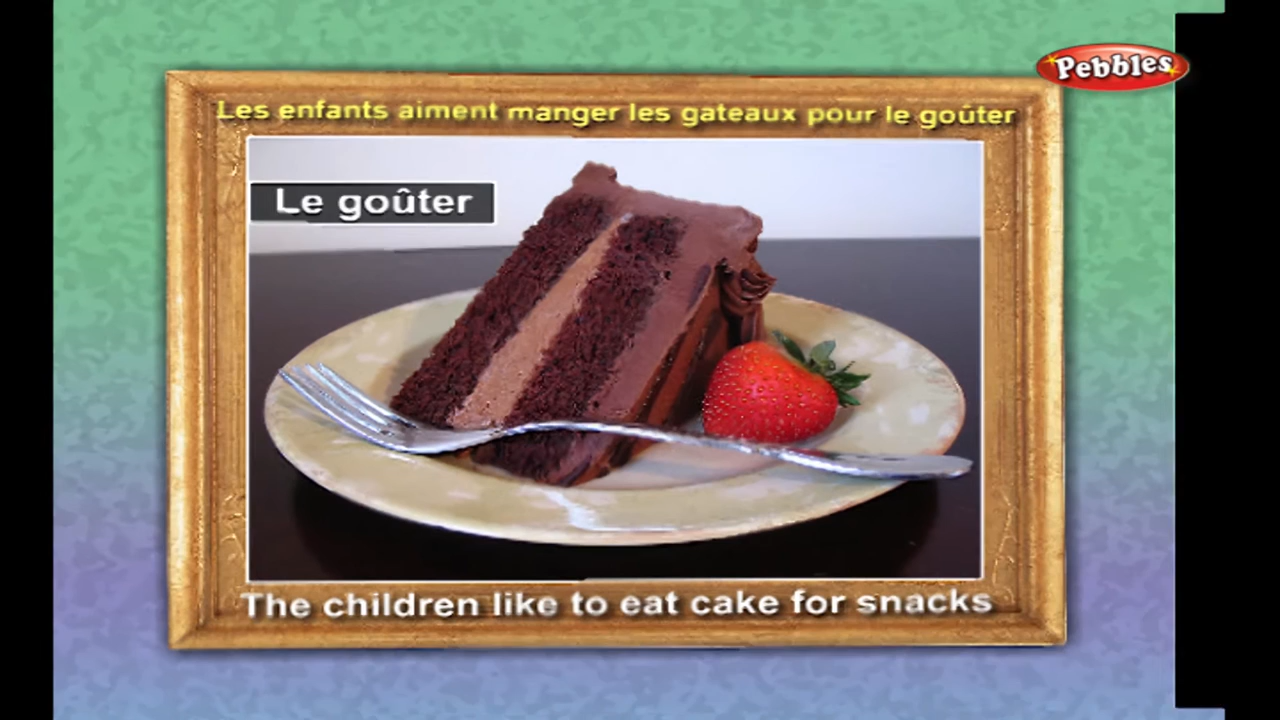 Pebbles
Les enfants aiment manger les gateaux pour le goûter
Le goûter
The children like to eat cake for snacks